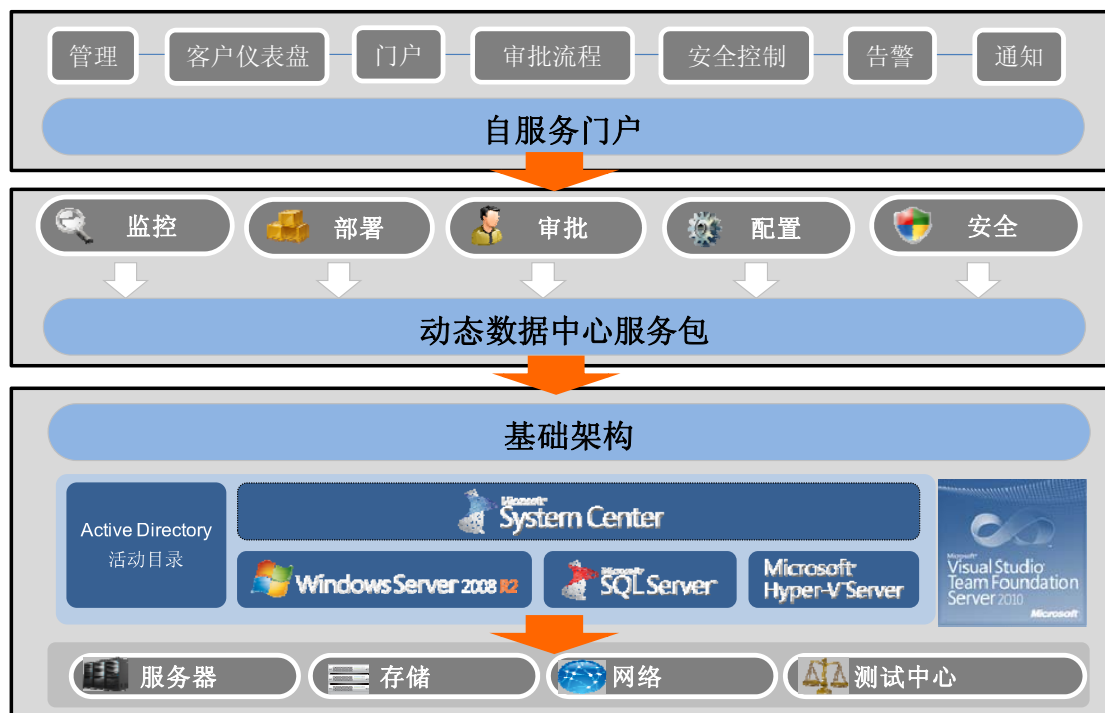 管理 客户仪表盘 门户 审批流程 安全控制 告警 通知
自服务门户
监控 部署 审批 配置 安全
动态数据中心服务包
基础架构
Active Directory
活动目录
Microsoft
System Center
Windows Server 2008 R2
Microsoft
SQL Server
Microsoft
Hyper-V Server
Microsoft
Visual Studio
Team Foundation
Server 2010
Microsoft
服务器 存储 网络 测试中心